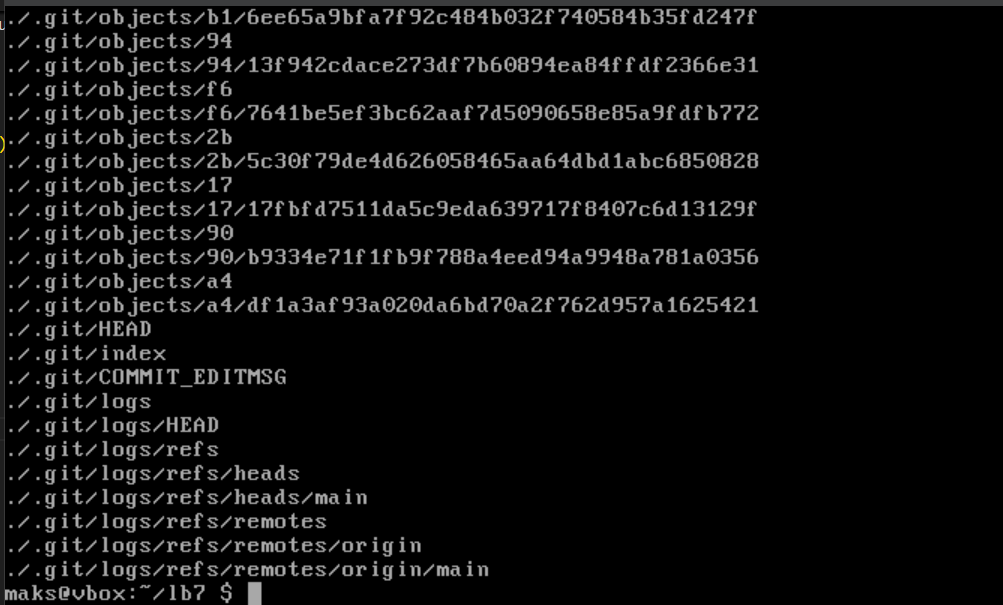 ././.git/objects/b1/6ee65a9bfa7f92c484b032f740584b35fd247f
././.git/objects/94
././.git/objects/94/13f942cdace273df7b60894ea84ffdf2366e31
././.git/objects/f6
././.git/objects/f6/7641be5ef3bc62aaf7d5090658e85a9fdfb772
././.git/objects/2b
././.git/objects/2b/5c30f79de4d626058465aa64dbd1abc6850828
././.git/objects/17
././.git/objects/17/17fbfd7511da5c9eda639717f8407c6d13129f
././.git/objects/90
././.git/objects/90/b9334e71f1fb9f788a4eed94a9948a781a0356
././.git/objects/a4
././.git/objects/a4/df1a3af93a020da6bd70a2f762d957a1625421
././.git/HEAD
././.git/index
././.git/COMMIT_EDITMSG
././.git/logs
././.git/logs/HEAD
././.git/logs/refs
././.git/logs/refs/heads
././.git/logs/refs/heads/main
././.git/logs/refs/remotes
././.git/logs/refs/remotes/origin
././.git/logs/refs/remotes/origin/main
maks@vbox:~/lb7 $